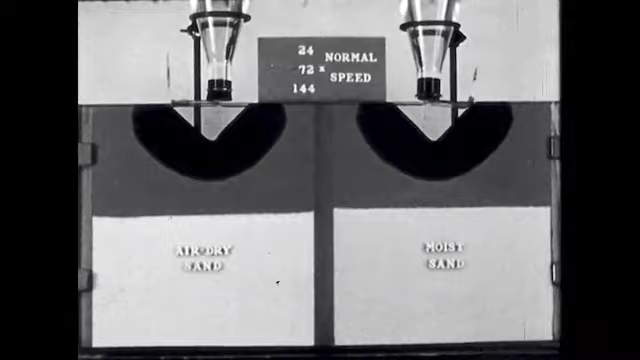 24
72 x
144
NORMAL
SPEED
AIR-DRY
SAND
MOIST
SAND